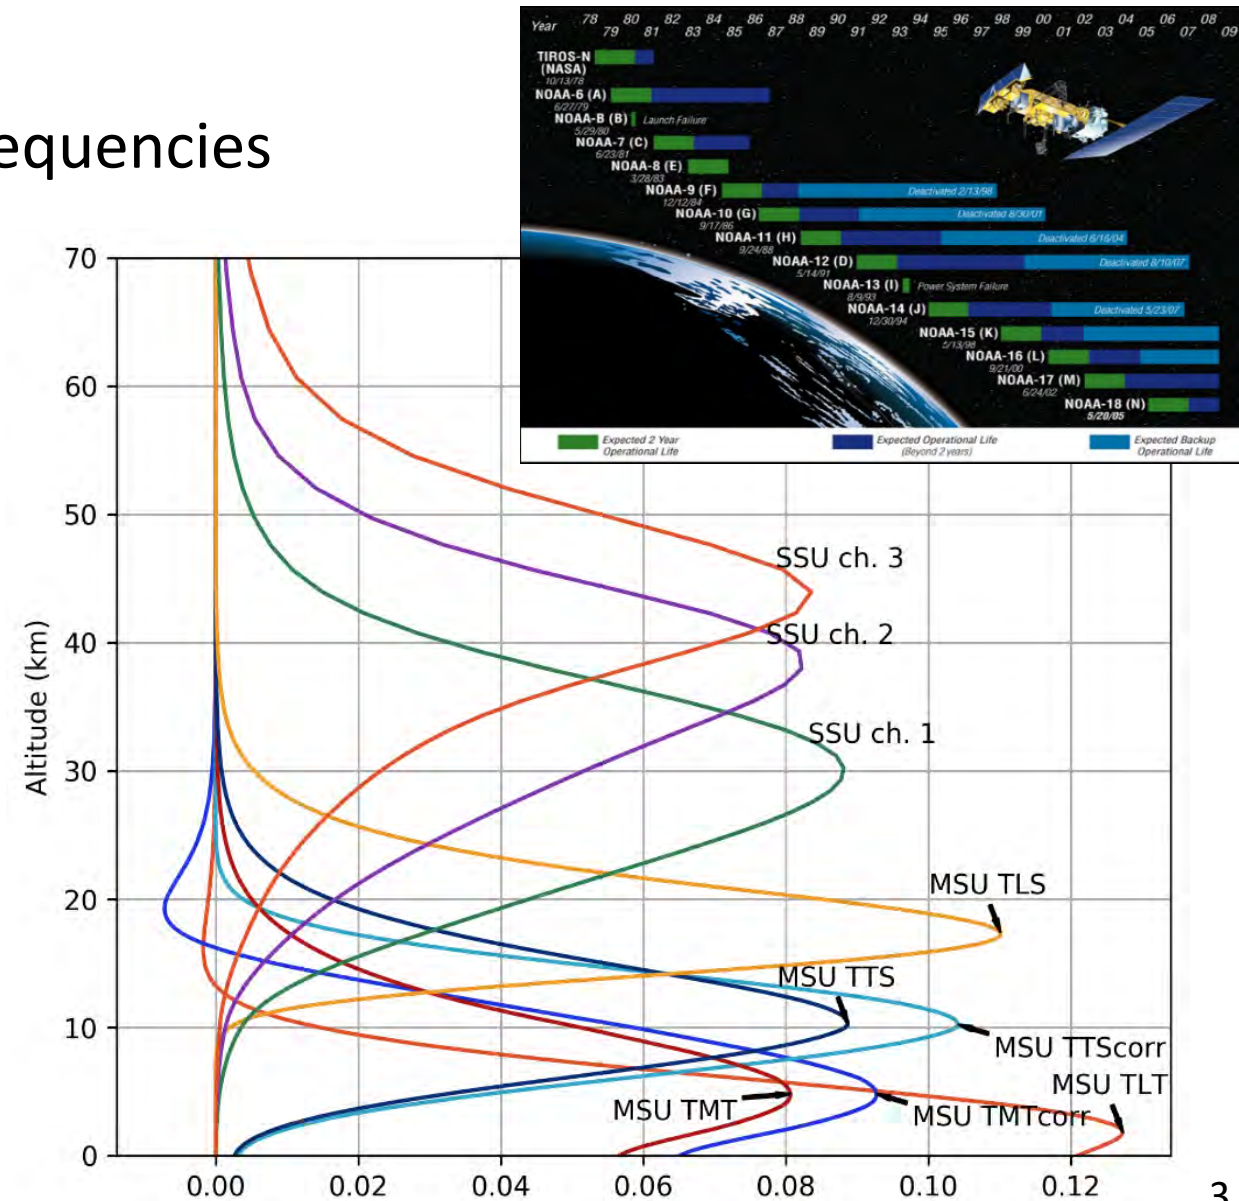 equencies
Year
78 80 82 84 86 88 90 92 94 96 98 00 02 04 06 08
79 81 83 85 87 89 91 93 95 97 99 01 03 05 07 09
TIROS-N
(NASA)
10/13/78
NOAA-6 (A)
6/27/79
NOAA-B (B) Launch Failure
5/29/80
NOAA-7 (C)
6/23/81
NOAA-8 (E)
3/28/83
NOAA-9 (F) Deactivated 2/13/98
12/12/84
NOAA-10 (G) Deactivated 8/30/01
9/17/86
NOAA-11 (H) Deactivated 6/16/04
9/24/88
NOAA-12 (D) Deactivated 8/10/07
5/14/91
NOAA-13 (I) Power System Failure
8/9/93
NOAA-14 (J) Deactivated 5/23/07
12/30/94
NOAA-15 (K)
5/13/98
NOAA-16 (L)
9/21/00
NOAA-17 (M)
6/24/02
NOAA-18 (N)
5/20/05
Expected 2 Year
Operational Life
Expected Operational Life
(Beyond 2 years)
Expected Backup
Operational Life
Altitude (km)
70
60
50
40
30
20
10
0
SSU ch. 3
SSU ch. 2
SSU ch. 1
MSU TLS
MSU TTS
MSU TTScorr
MSU TLT
MSU TMT
MSU TMTcorr
0.00 0.02 0.04 0.06 0.08 0.10 0.12
3